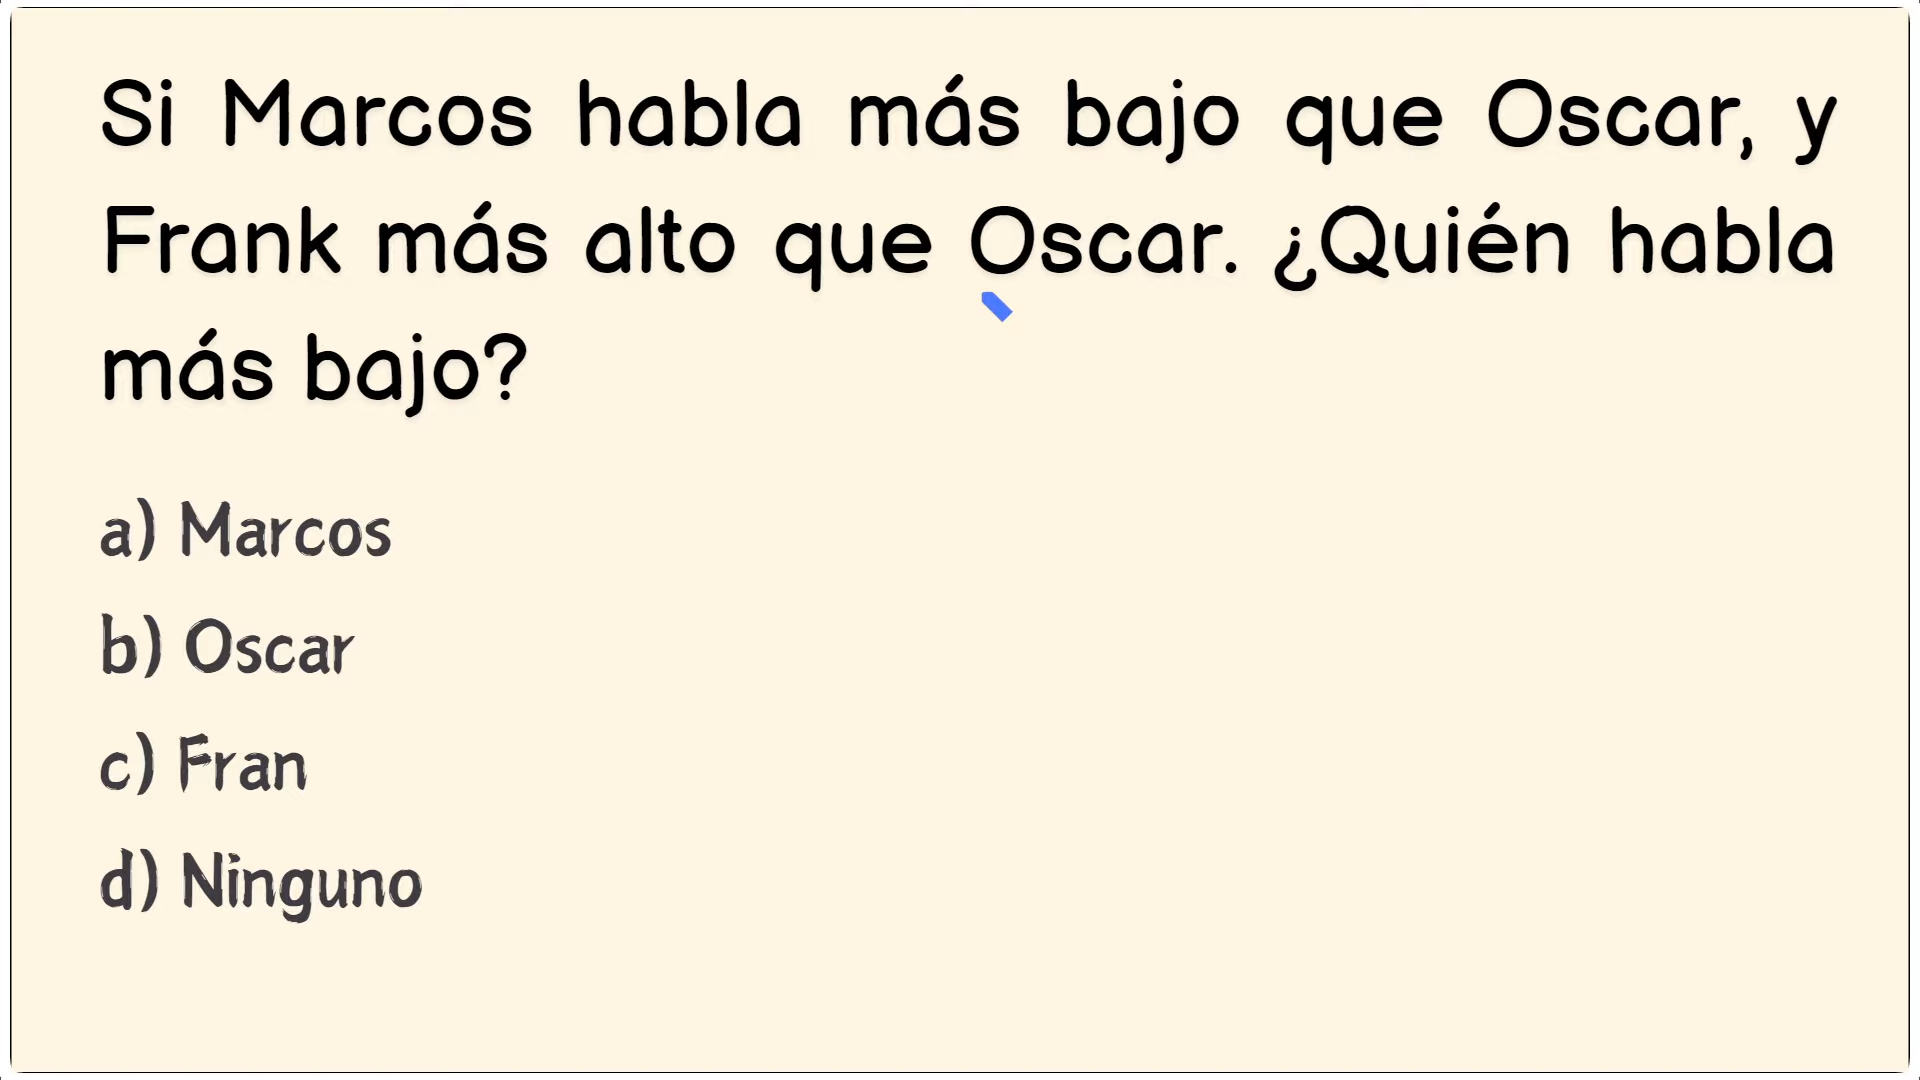 Si Marcos habla más bajo que Oscar, y
Frank más alto que Oscar. ¿Quién habla
más bajo?
a) Marcos
b) Oscar
c) Fran
d) Ninguno